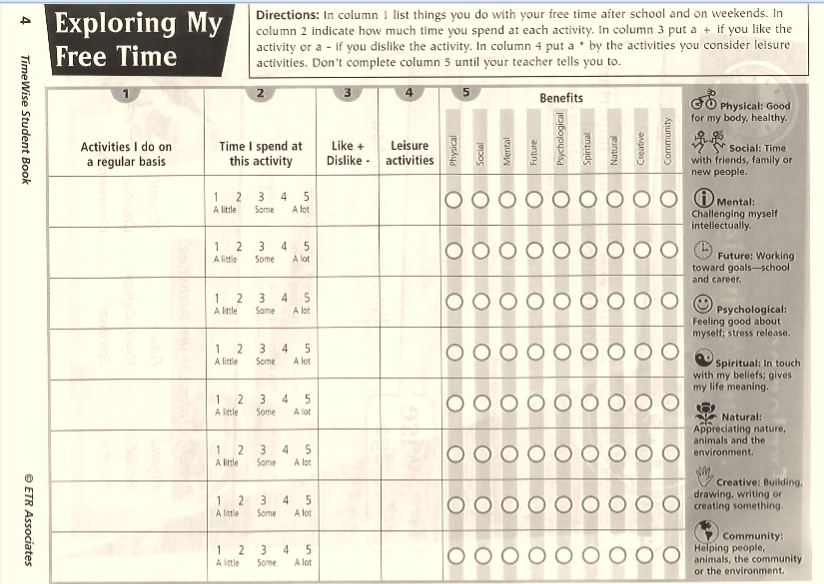 4
TimeWise Student Book
© ETR Associates
Exploring My
Free Time
Directions: In column 1 list things you do with your free time after school and on weekends. In
column 2 indicate how much time you spend at each activity. In column 3 put a + if you like the
activity or a - if you dislike the activity. In column 4 put a * by the activities you consider leisure
activities. Don't complete column 5 until your teacher tells you to.
1 2 3 4 5
Benefits
Activities I do on
a regular basis
Time I spend at
this activity
Like +
Dislike -
Leisure
activities
Physical
Social
Mental
Future
Psychological
Spiritual
Natural
Creative
Community
1 2 3 4 5
A little Some A lot
1 2 3 4 5
A little Some A lot
1 2 3 4 5
A little Some A lot
1 2 3 4 5
A little Some A lot
1 2 3 4 5
A little Some A lot
1 2 3 4 5
A little Some A lot
1 2 3 4 5
A little Some A lot
1 2 3 4 5
A little Some A lot
Physical: Good
for my body, healthy.
Social: Time
with friends, family or
new people.
Mental:
Challenging myself
intellectually.
Future: Working
toward goals—school
and career.
Psychological:
Feeling good about
myself; stress release.
Spiritual: In touch
with my beliefs; gives
my life meaning.
Natural:
Appreciating nature,
animals and the
environment.
Creative: Building,
drawing, writing or
creating something.
Community:
Helping people,
animals, the community
or the environment.